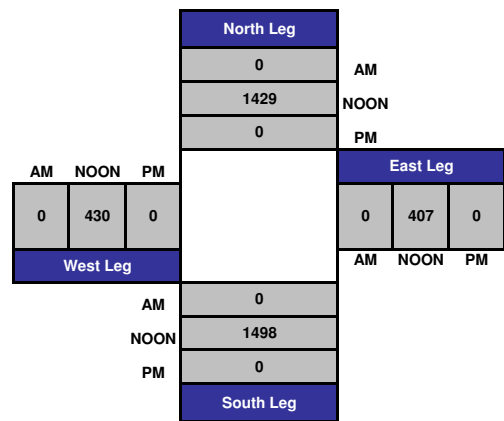 North Leg
0 AM
1429 NOON
0 PM
AM NOON PM East Leg
0 430 0 0 407 0
West Leg AM NOON PM
AM 0
NOON 1498
PM 0
South Leg